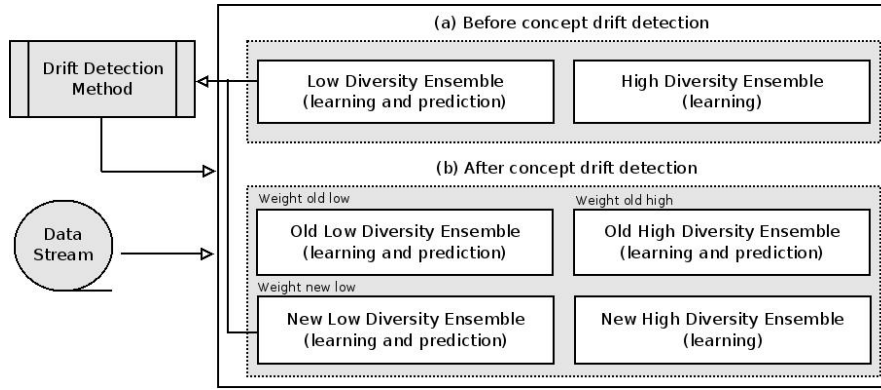 (a) Before concept drift detection
Drift Detection
Method
Low Diversity Ensemble
(learning and prediction)
High Diversity Ensemble
(learning)
(b) After concept drift detection
Data
Stream
Weight old low
Old Low Diversity Ensemble
(learning and prediction)
Weight old high
Old High Diversity Ensemble
(learning and prediction)
Weight new low
New Low Diversity Ensemble
(learning and prediction)
New High Diversity Ensemble
(learning)